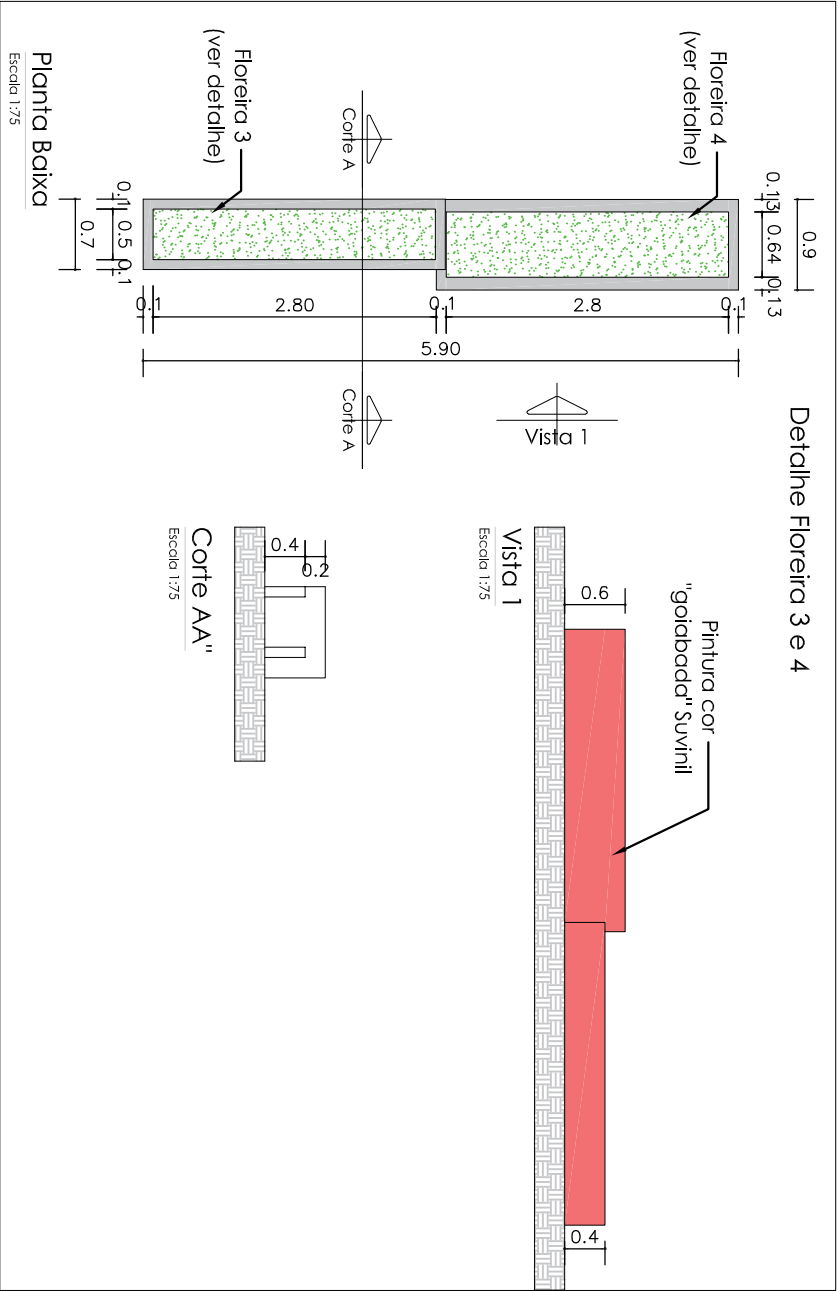 Detalhe Floreira 3 e 4
Floreira 4
(ver detalhe)
Floreira 3
(ver detalhe)
0.9
0.13
0.64
0.13
0.1
2.8
0.1
2.80
0.1
5.90
0.1
0.5
0.1
0.7
Corte A
Corte A
Vista 1
Planta Baixa
Escala 1:75
Pintura cor
"goiabada" Suvinil
0.6
0.4
Vista 1
Escala 1:75
0.4
0.2
Corte AA"
Escala 1:75